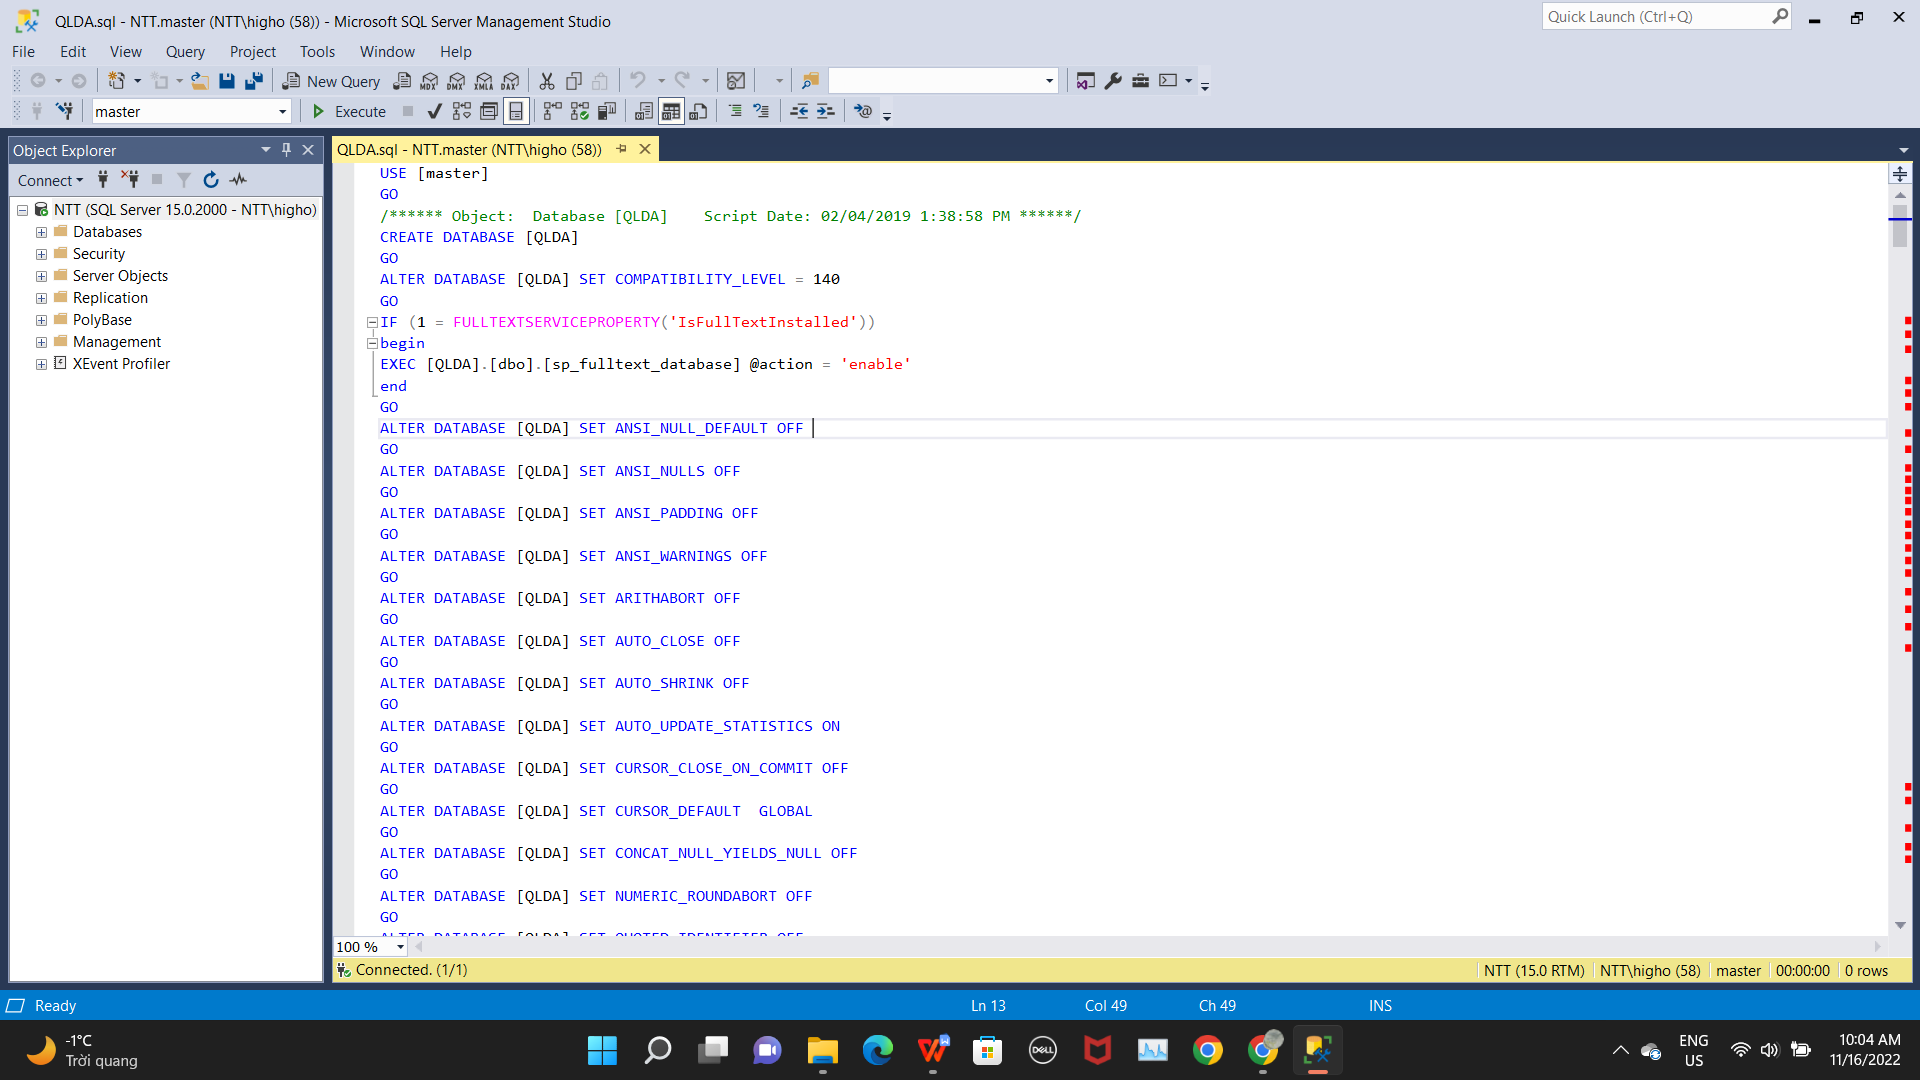 QLDA.sql - NTT.master (NTT\higho (58)) - Microsoft SQL Server Management Studio
Quick Launch (Ctrl+Q)
File Edit View Query Project Tools Window Help
New Query MDX DMX XMLA DAX
master Execute
Object Explorer
QLDA.sql - NTT.master (NTT\higho (58))
Connect
NTT (SQL Server 15.0.2000 - NTT\higho)
Databases
Security
Server Objects
Replication
PolyBase
Management
XEvent Profiler
USE [master]
GO
/****** Object:  Database [QLDA]    Script Date: 02/04/2019 1:38:58 PM ******/
CREATE DATABASE [QLDA]
GO
ALTER DATABASE [QLDA] SET COMPATIBILITY_LEVEL = 140
GO
IF (1 = FULLTEXTSERVICEPROPERTY('IsFullTextInstalled'))
begin
EXEC [QLDA].[dbo].[sp_fulltext_database] @action = 'enable'
end
GO
ALTER DATABASE [QLDA] SET ANSI_NULL_DEFAULT OFF
GO
ALTER DATABASE [QLDA] SET ANSI_NULLS OFF
GO
ALTER DATABASE [QLDA] SET ANSI_PADDING OFF
GO
ALTER DATABASE [QLDA] SET ANSI_WARNINGS OFF
GO
ALTER DATABASE [QLDA] SET ARITHABORT OFF
GO
ALTER DATABASE [QLDA] SET AUTO_CLOSE OFF
GO
ALTER DATABASE [QLDA] SET AUTO_SHRINK OFF
GO
ALTER DATABASE [QLDA] SET AUTO_UPDATE_STATISTICS ON
GO
ALTER DATABASE [QLDA] SET CURSOR_CLOSE_ON_COMMIT OFF
GO
ALTER DATABASE [QLDA] SET CURSOR_DEFAULT  GLOBAL
GO
ALTER DATABASE [QLDA] SET CONCAT_NULL_YIELDS_NULL OFF
GO
ALTER DATABASE [QLDA] SET NUMERIC_ROUNDABORT OFF
GO
ALTER DATABASE [QLDA] SET QUOTED_IDENTIFIER OFF
100 %
Connected. (1/1) NTT (15.0 RTM) NTT\higho (58) master 00:00:00 0 rows
Ready Ln 13 Col 49 Ch 49 INS
-1°C
Trời quang
DELL
ENG
US
10:04 AM
11/16/2022